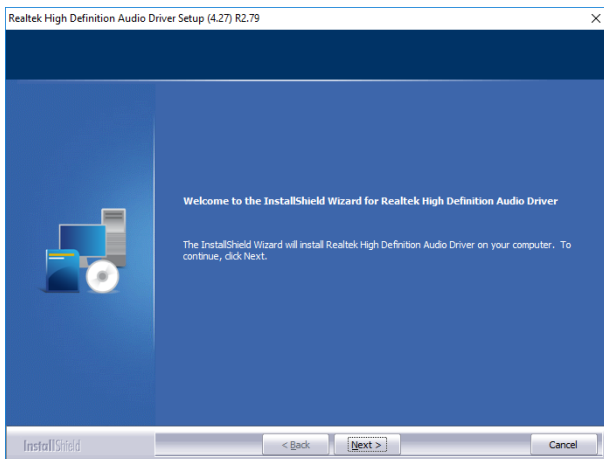 Realtek High Definition Audio Driver Setup (4.27) R2.79
Welcome to the InstallShield Wizard for Realtek High Definition Audio Driver
The InstallShield Wizard will install Realtek High Definition Audio Driver on your computer. To
continue, click Next.
InstallShield
< Back
Next >
Cancel